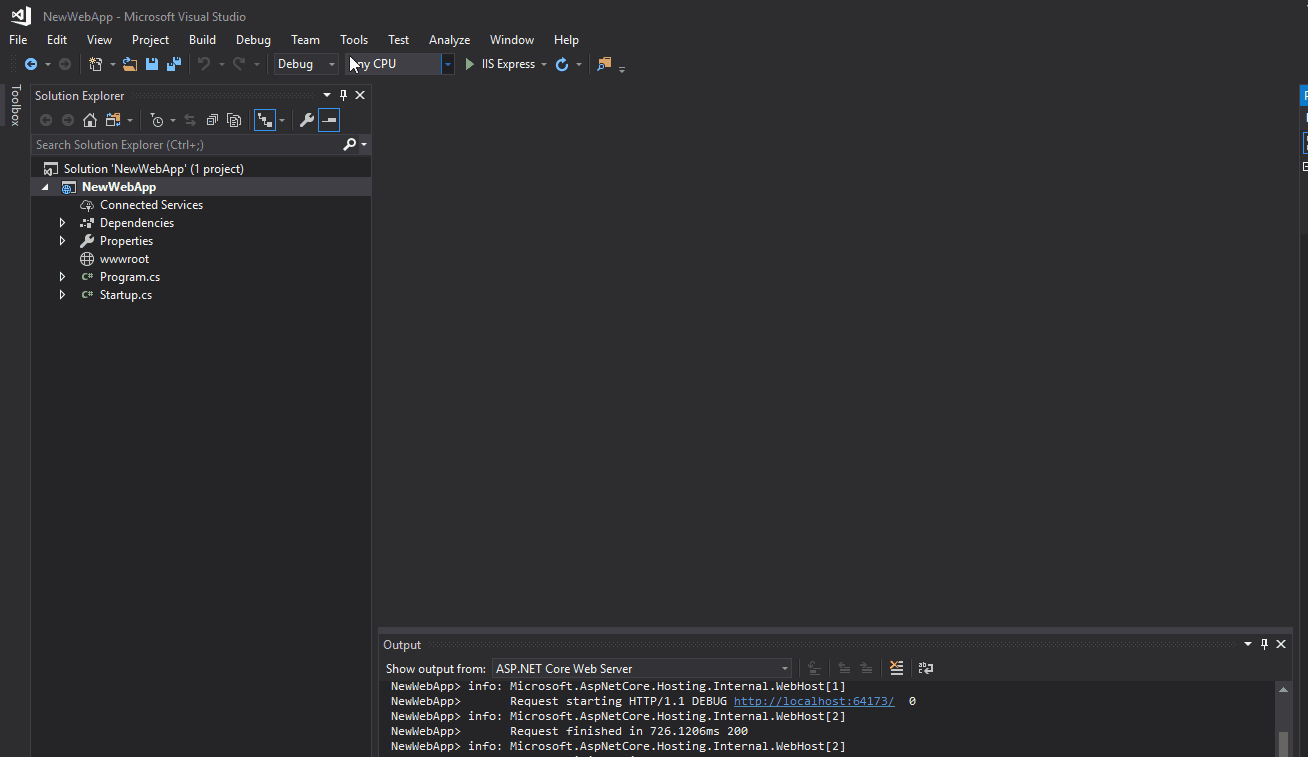 NewWebApp - Microsoft Visual Studio
File Edit View Project Build Debug Team Tools Test Analyze Window Help
Debug ny CPU IIS Express
Toolbox
Solution Explorer
Search Solution Explorer (Ctrl+;)
Solution 'NewWebApp' (1 project)
NewWebApp
Connected Services
Dependencies
Properties
wwwroot
C# Program.cs
C# Startup.cs
Output
Show output from: ASP.NET Core Web Server
NewWebApp> info: Microsoft.AspNetCore.Hosting.Internal.WebHost[1]
NewWebApp> Request starting HTTP/1.1 DEBUG http://localhost:64173/ 0
NewWebApp> info: Microsoft.AspNetCore.Hosting.Internal.WebHost[2]
NewWebApp> Request finished in 726.1206ms 200
NewWebApp> info: Microsoft.AspNetCore.Hosting.Internal.WebHost[2]